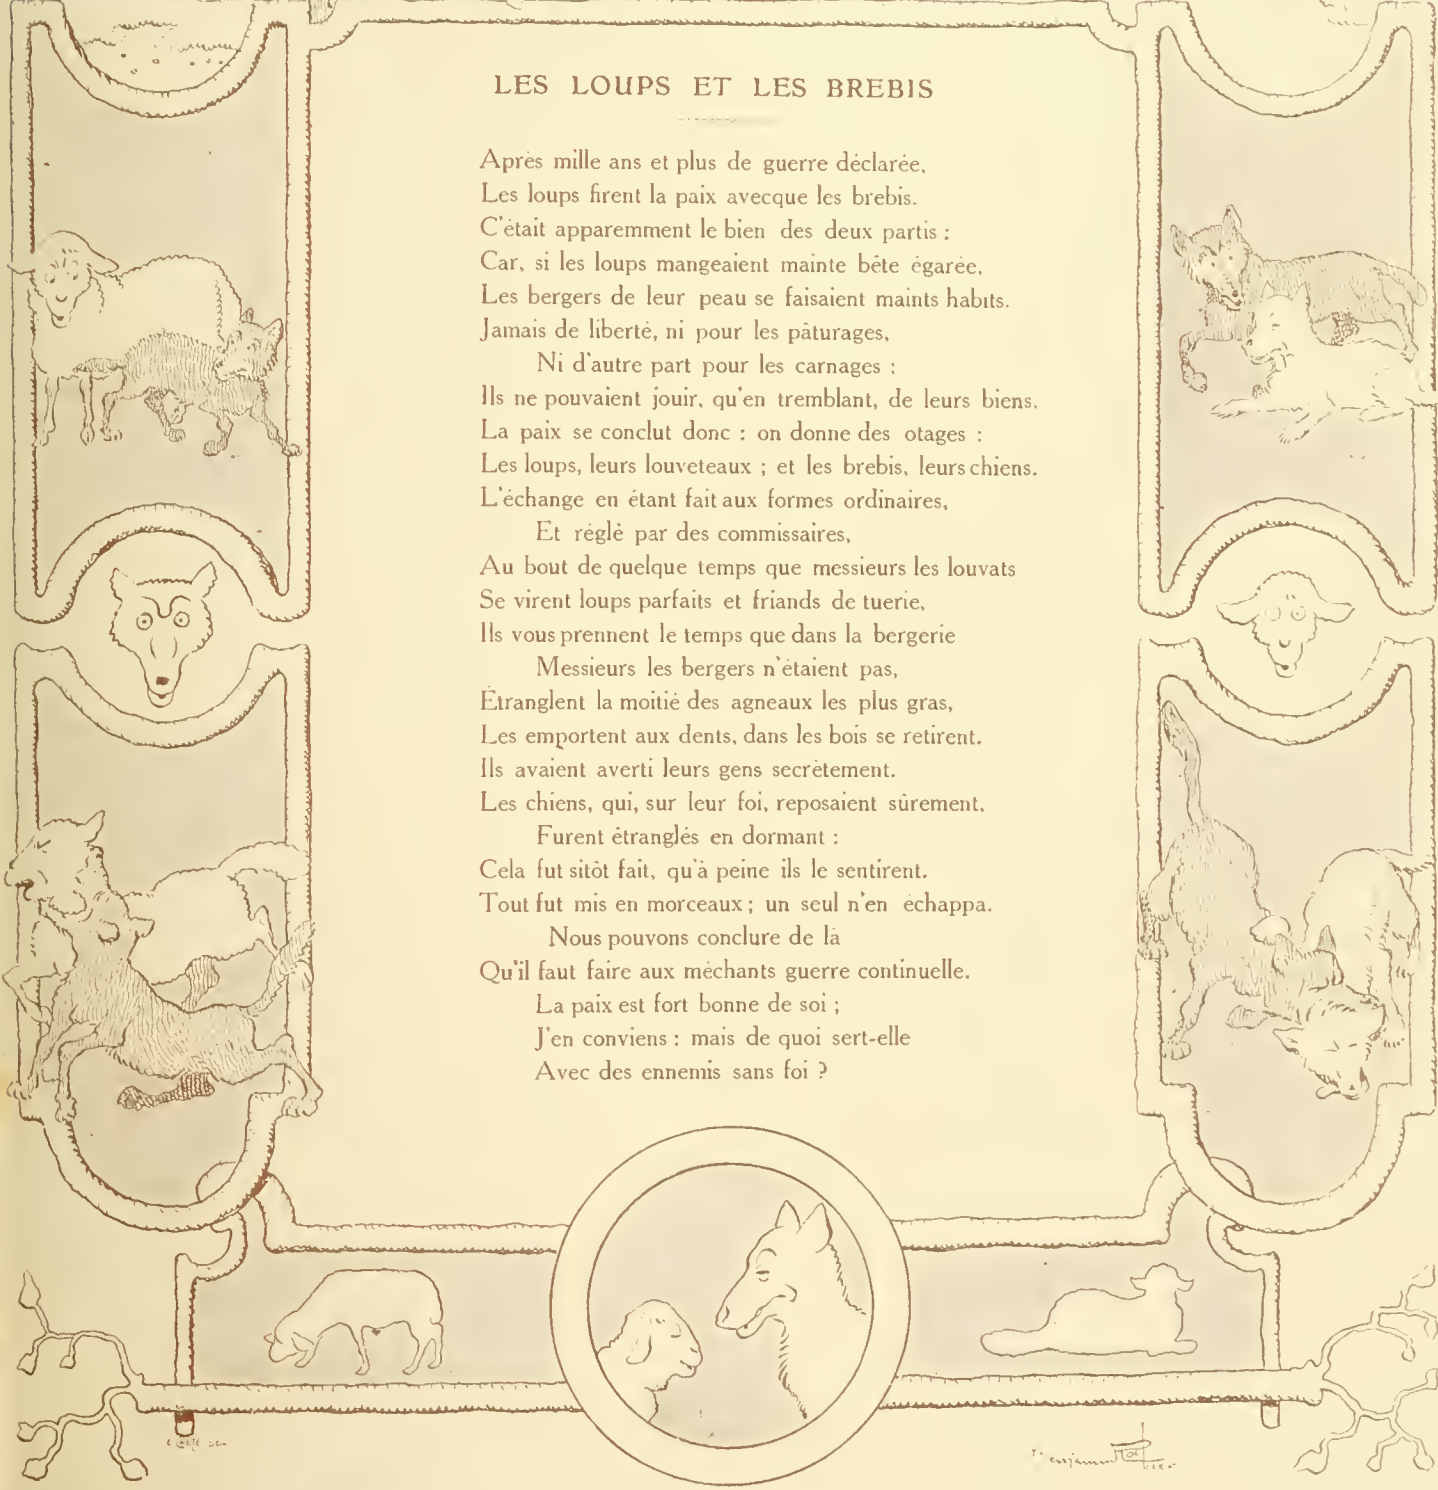 LES LOUPS ET LES BREBIS
Après mille ans et plus de guerre déclarée,
Les loups firent la paix avecque les brebis.
C'était apparemment le bien des deux partis :
Car, si les loups mangeaient mainte bête égarée,
Les bergers de leur peau se faisaient maints habits.
Jamais de liberté, ni pour les pâturages,
Ni d'autre part pour les carnages :
Ils ne pouvaient jouir, qu'en tremblant, de leurs biens.
La paix se conclut donc : on donne des otages :
Les loups, leurs louveteaux ; et les brebis, leurs chiens.
L'échange en étant fait aux formes ordinaires,
Et réglé par des commissaires,
Au bout de quelque temps que messieurs les louvats
Se virent loups parfaits et friands de tuerie,
Ils vous prennent le temps que dans la bergerie
Messieurs les bergers n'étaient pas,
Étranglent la moitié des agneaux les plus gras,
Les emportent aux dents, dans les bois se retirent.
Ils avaient averti leurs gens secrètement.
Les chiens, qui, sur leur foi, reposaient sûrement,
Furent étranglés en dormant :
Cela fut sitôt fait, qu'à peine ils le sentirent.
Tout fut mis en morceaux ; un seul n'en échappa.
Nous pouvons conclure de là
Qu'il faut faire aux méchants guerre continuelle.
La paix est fort bonne de soi ;
J'en conviens : mais de quoi sert-elle
Avec des ennemis sans foi ?
Benjamin Rabier